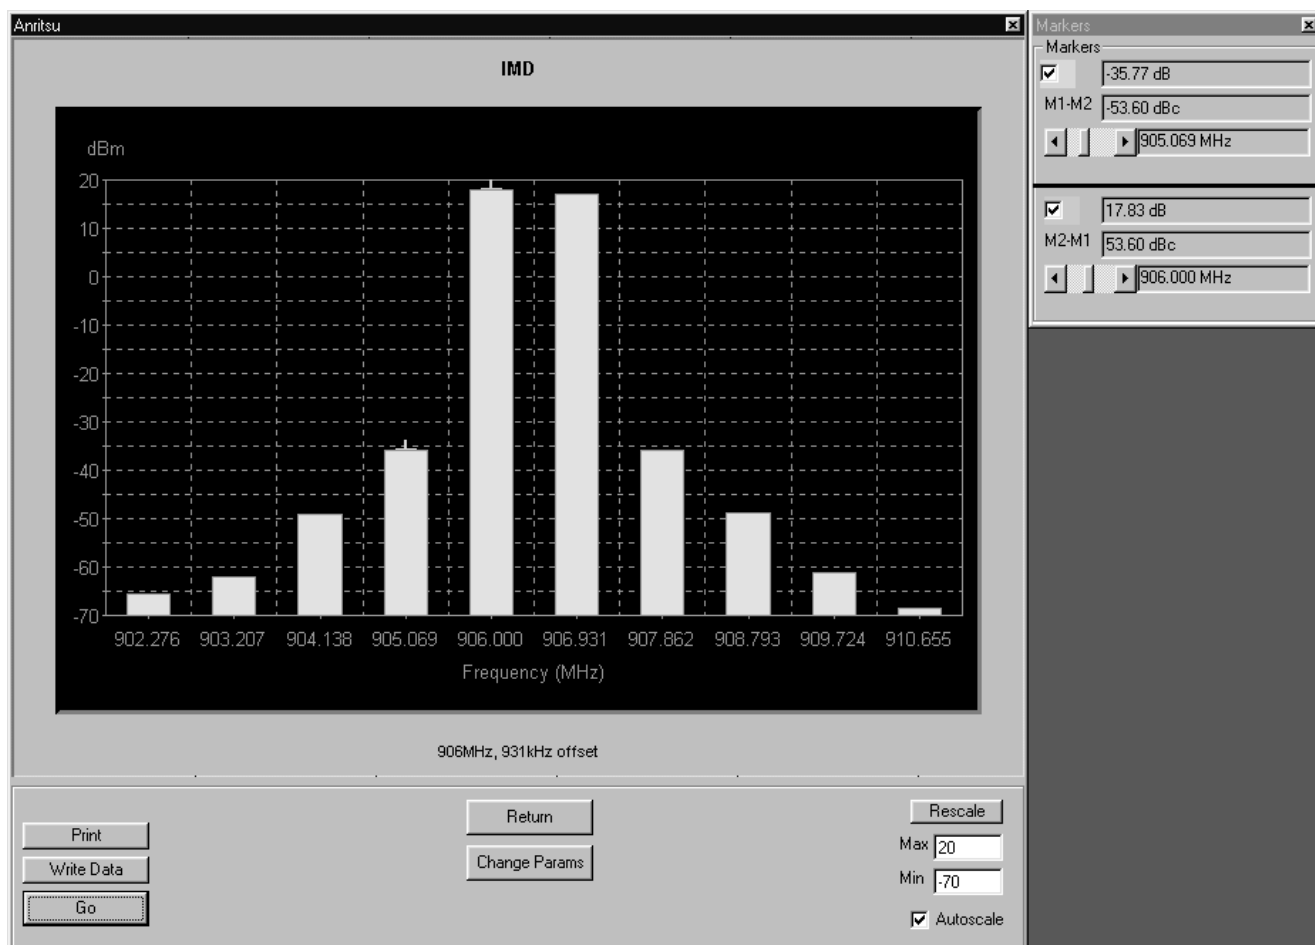 Anritsu
IMD
dBm
20
10
0
-10
-20
-30
-40
-50
-60
-70
902.276 903.207 904.138 905.069 906.000 906.931 907.862 908.793 909.724 910.655
Frequency (MHz)
906MHz, 931kHz offset
Print
Write Data
Go
Return
Change Params
Rescale
Max 20
Min -70
Autoscale
Markers
Markers
-35.77 dB
M1-M2 -53.60 dBc
905.069 MHz
17.83 dB
M2-M1 53.60 dBc
906.000 MHz